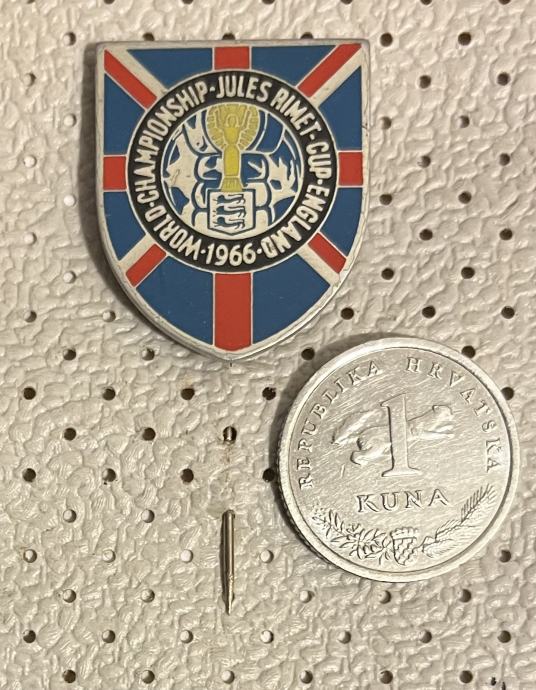 WORLD·CHAMPIONSHIP·JULES RIMET·CUP·ENGLAND
·1966·
REPUBLIKA HRVATSKA
1
KUNA